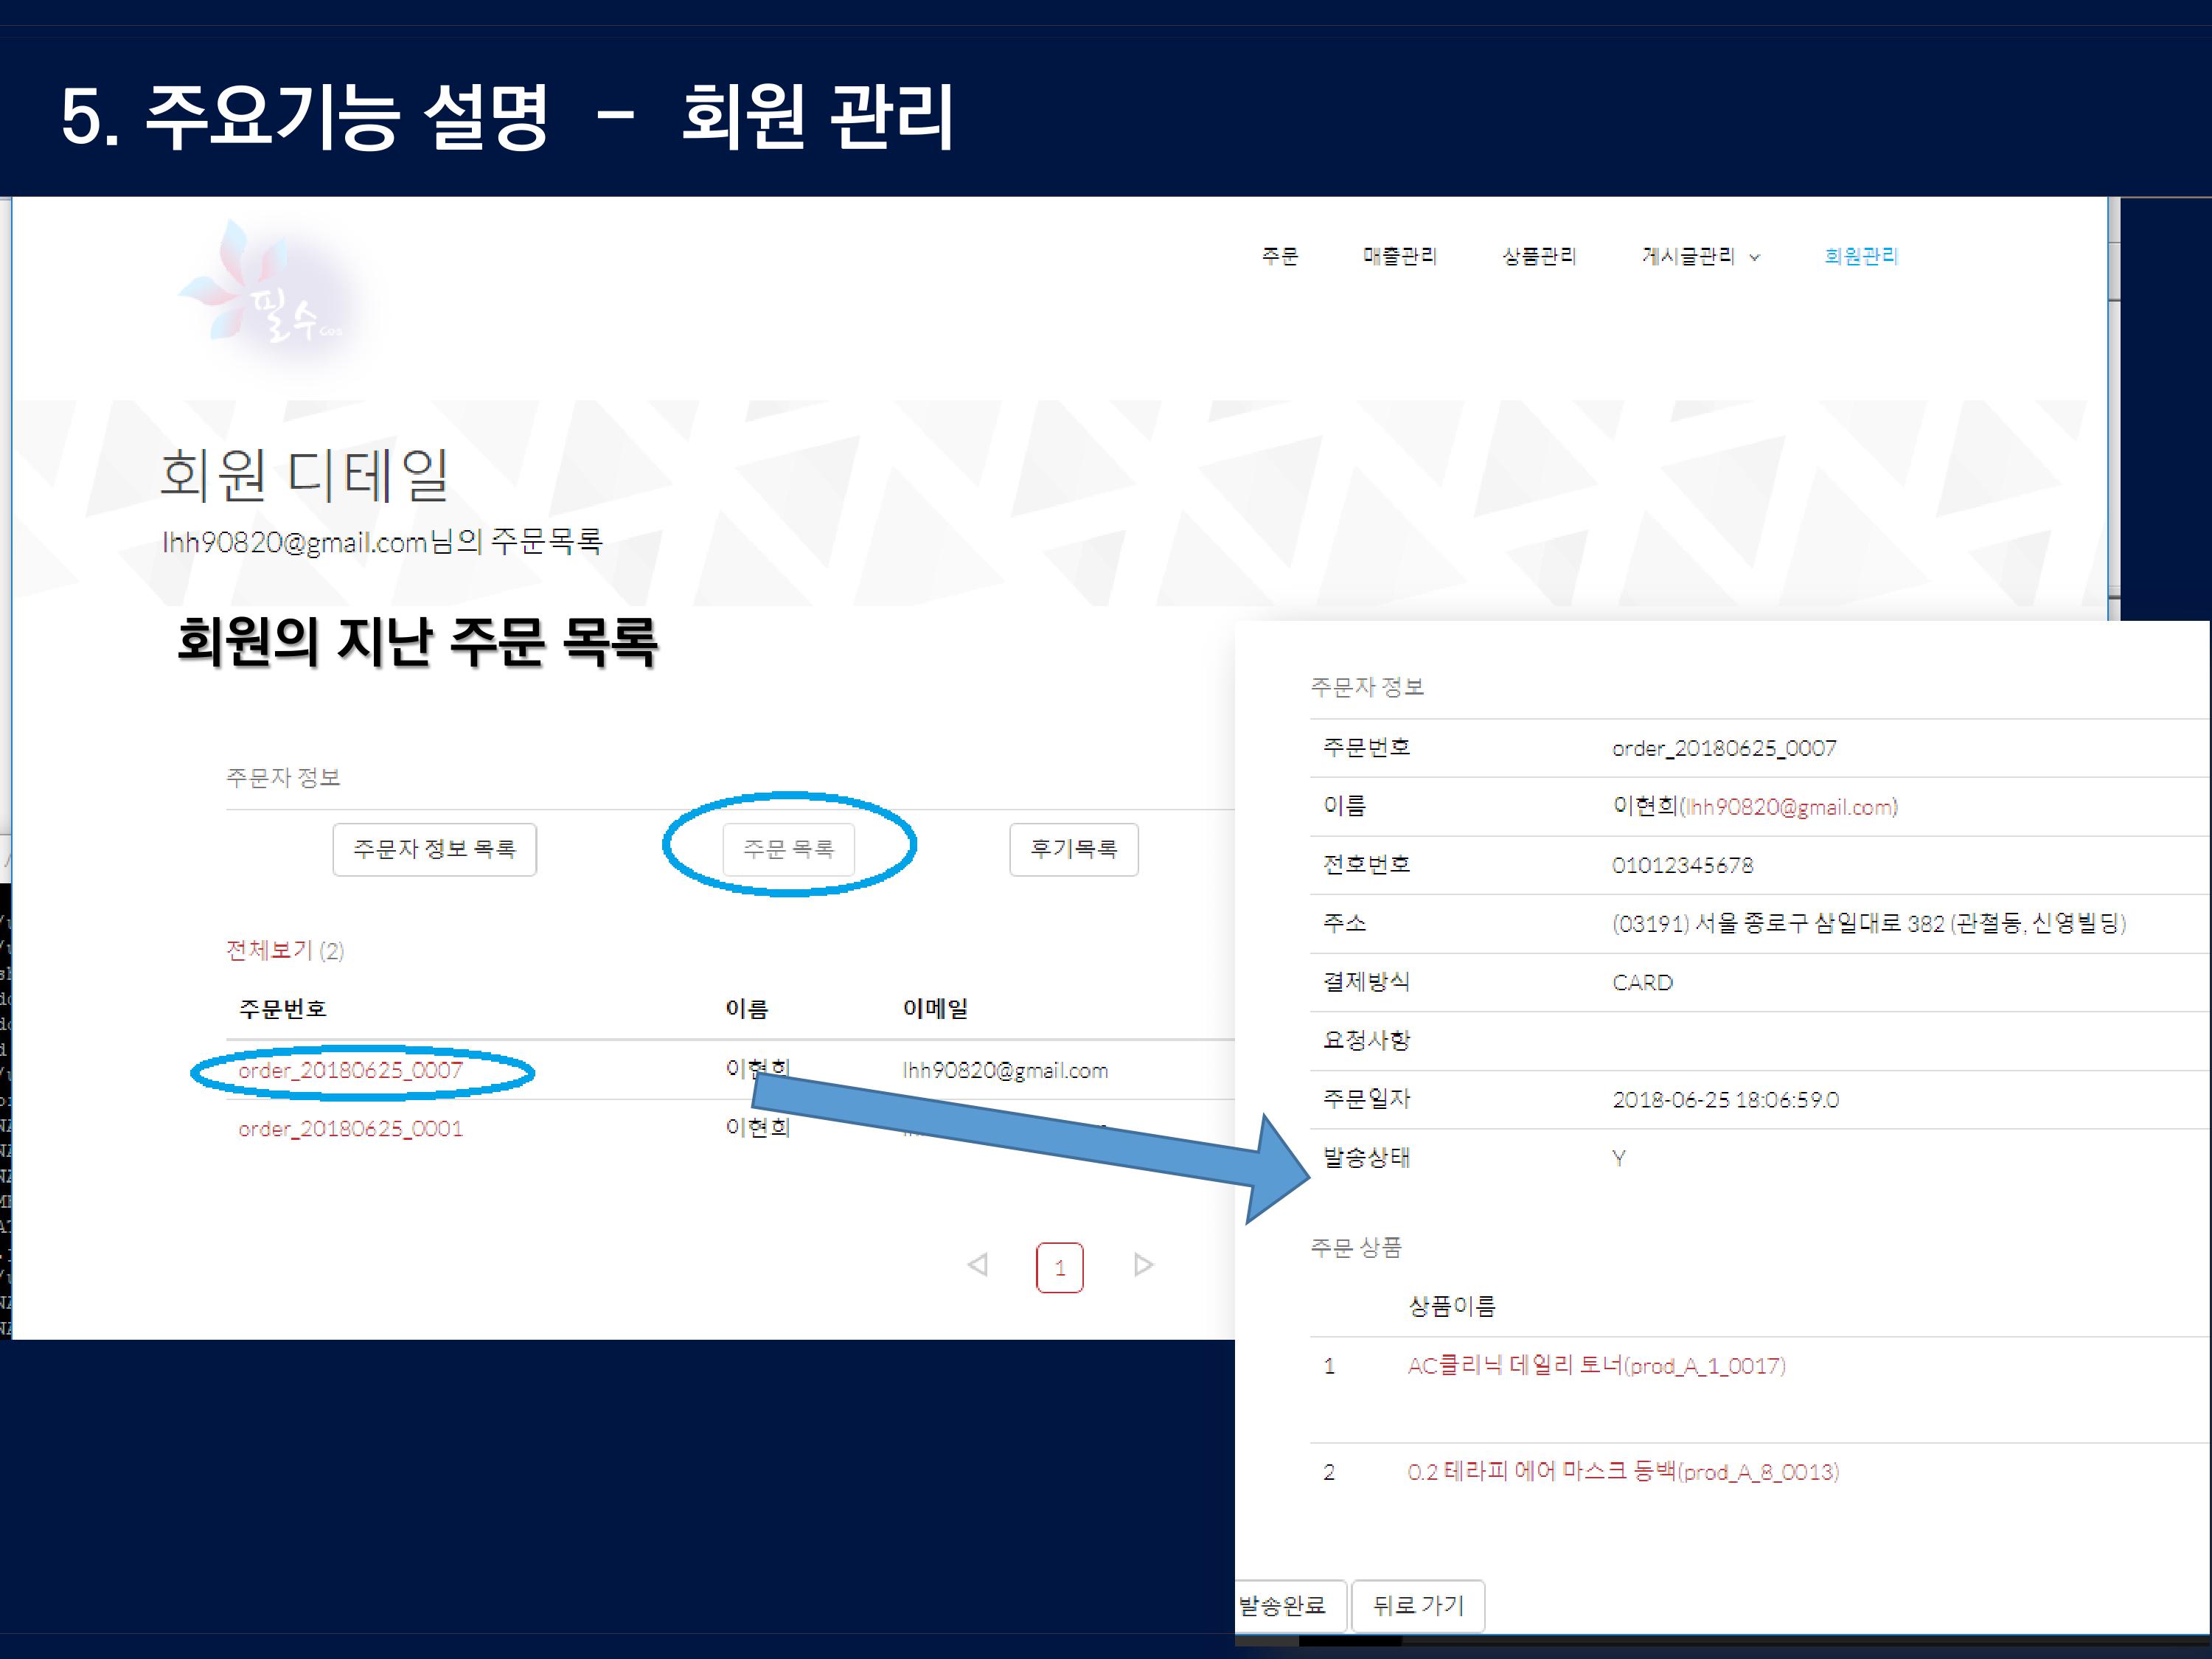 5. 주요기능 설명 - 회원 관리
필수 cos
주문 매출관리 상품관리 게시글관리 회원관리
회원 디테일
lhh90820@gmail.com님의 주문목록
회원의 지난 주문 목록
주문자 정보
주문자 정보 목록 주문 목록 후기목록
전체보기 (2)
주문번호 이름 이메일
order_20180625_0007 이현희 lhh90820@gmail.com
order_20180625_0001 이현희
1
주문자 정보
주문번호 order_20180625_0007
이름 이현희(lhh90820@gmail.com)
전호번호 01012345678
주소 (03191) 서울 종로구 삼일대로 382 (관철동, 신영빌딩)
결제방식 CARD
요청사항
주문일자 2018-06-25 18:06:59.0
발송상태 Y
주문 상품
상품이름
1 AC클리닉 데일리 토너(prod_A_1_0017)
2 0.2 테라피 에어 마스크 동백(prod_A_8_0013)
발송완료 뒤로 가기